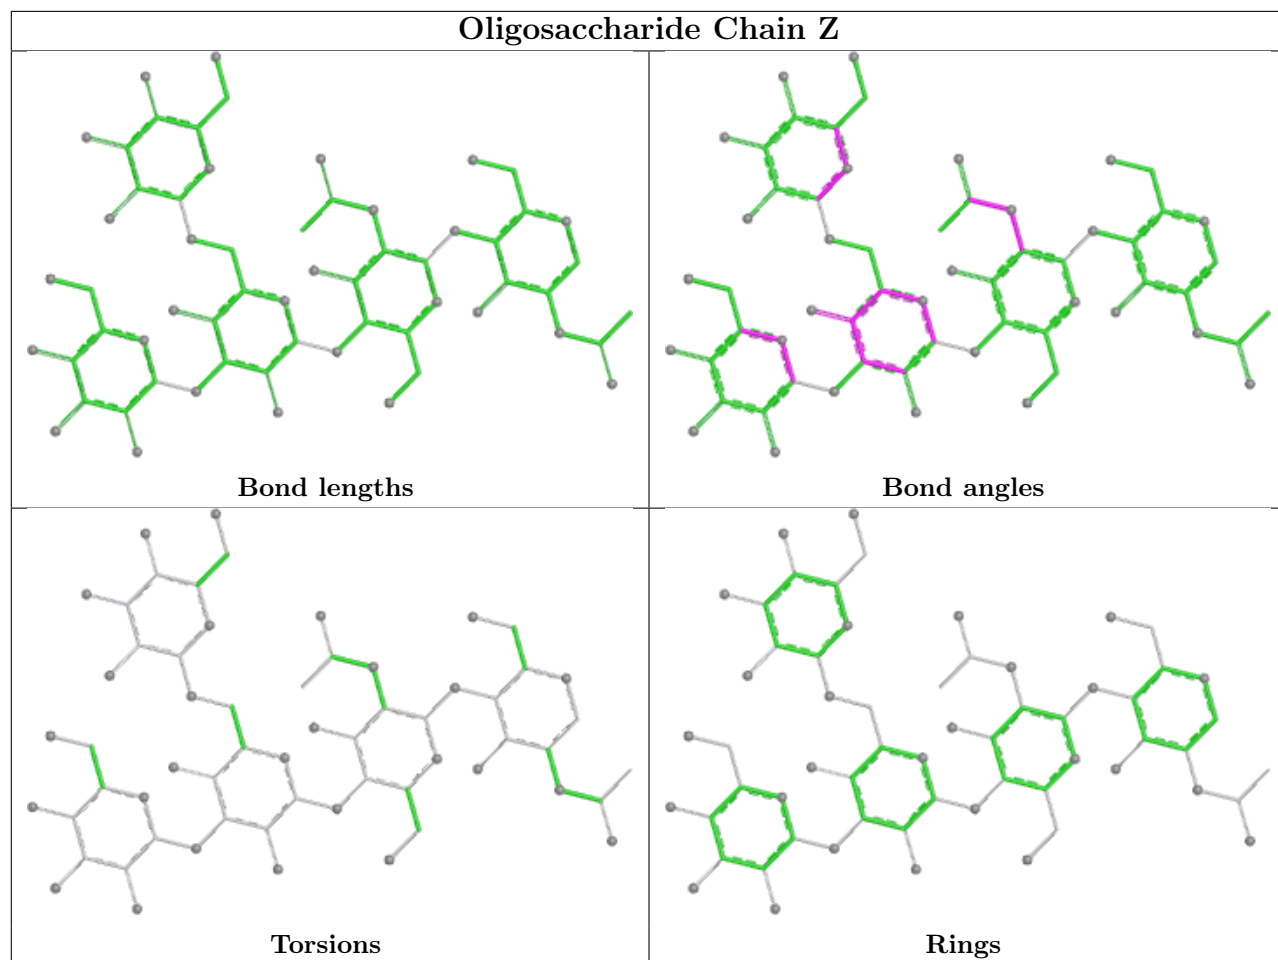 Oligosaccharide Chain Z
Bond lengths
Bond angles
Torsions
Rings